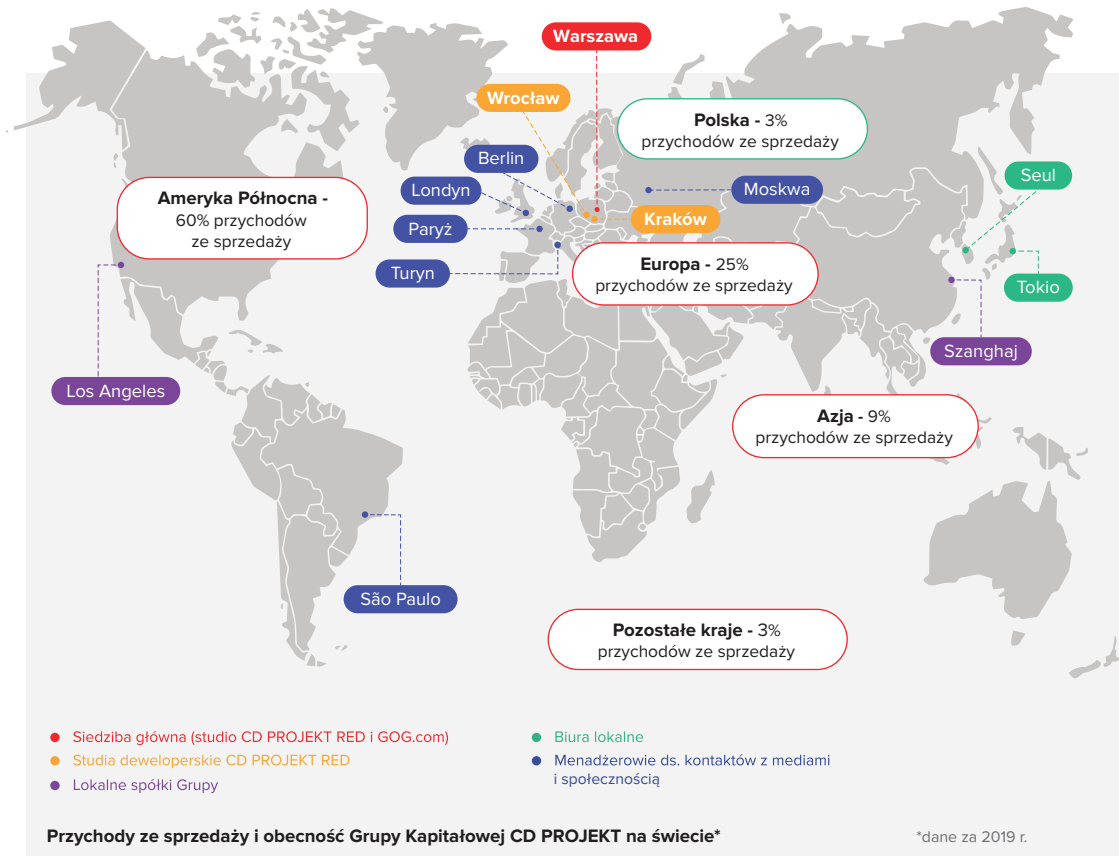 Warszawa
Wrocław
Polska - 3%
przychodów ze sprzedaży
Berlin
Seul
Londyn
Moskwa
Ameryka Północna -
60% przychodów
ze sprzedaży
Paryż
Kraków
Turyn
Europa - 25%
przychodów ze sprzedaży
Tokio
Szanghaj
Los Angeles
Azja - 9%
przychodów ze sprzedaży
São Paulo
Pozostałe kraje - 3%
przychodów ze sprzedaży
Siedziba główna (studio CD PROJEKT RED i GOG.com)
Studia deweloperskie CD PROJEKT RED
Lokalne spółki Grupy
Biura lokalne
Menadżerowie ds. kontaktów z mediami
i społecznością
Przychody ze sprzedaży i obecność Grupy Kapitałowej CD PROJEKT na świecie*
*dane za 2019 r.